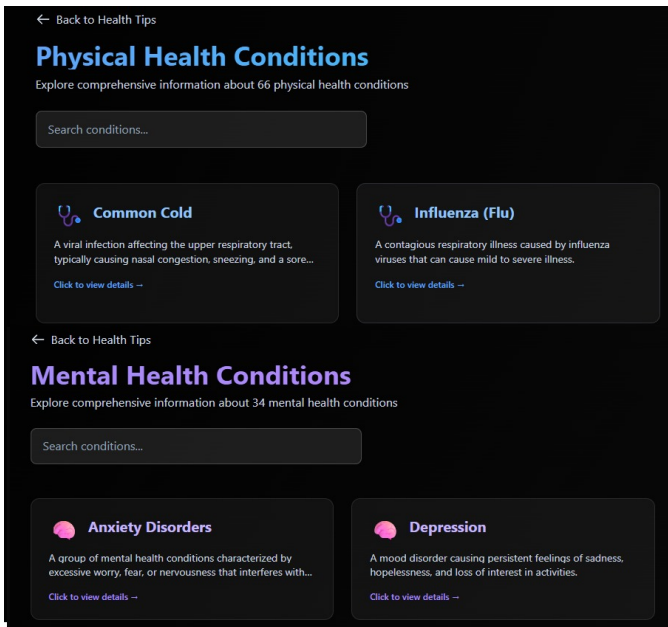 ← Back to Health Tips
Physical Health Conditions
Explore comprehensive information about 66 physical health conditions
Search conditions...
Common Cold
A viral infection affecting the upper respiratory tract,
typically causing nasal congestion, sneezing, and a sore...
Click to view details →
Influenza (Flu)
A contagious respiratory illness caused by influenza
viruses that can cause mild to severe illness.
Click to view details →
← Back to Health Tips
Mental Health Conditions
Explore comprehensive information about 34 mental health conditions
Search conditions...
Anxiety Disorders
A group of mental health conditions characterized by
excessive worry, fear, or nervousness that interferes with...
Click to view details →
Depression
A mood disorder causing persistent feelings of sadness,
hopelessness, and loss of interest in activities.
Click to view details →